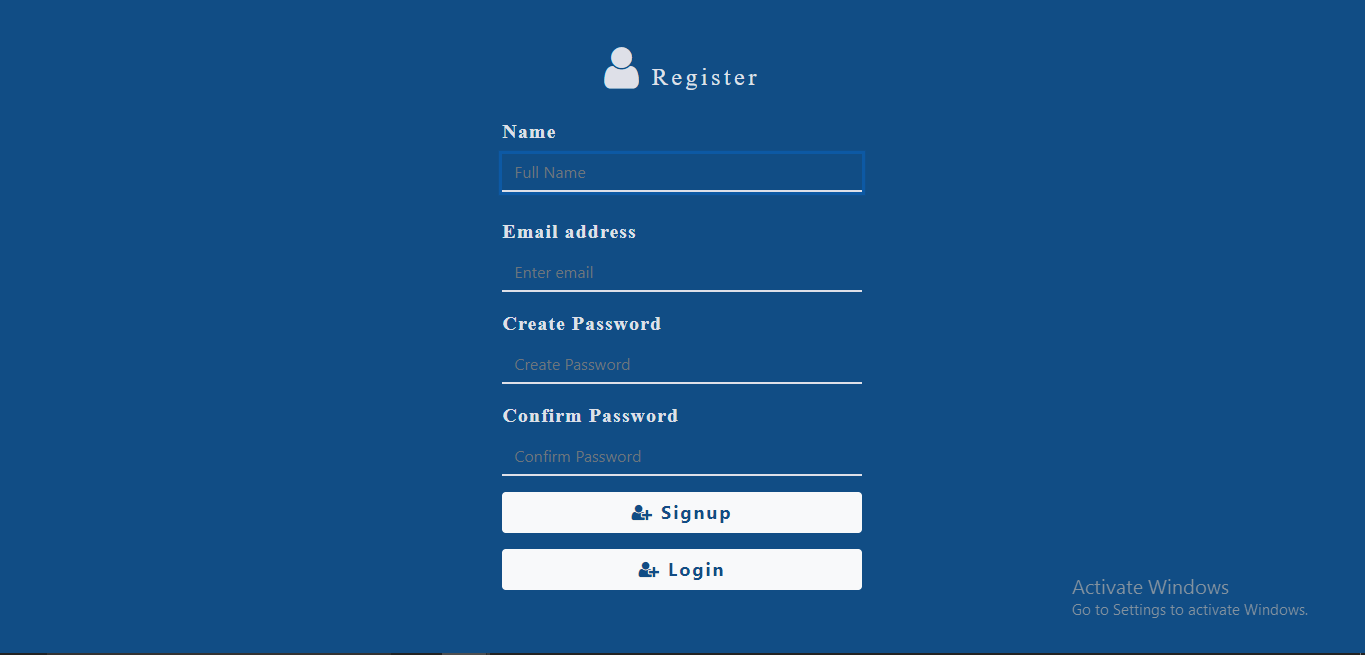 Register
Name
Full Name
Email address
Enter email
Create Password
Create Password
Confirm Password
Confirm Password
Signup
Login
Activate Windows
Go to Settings to activate Windows.